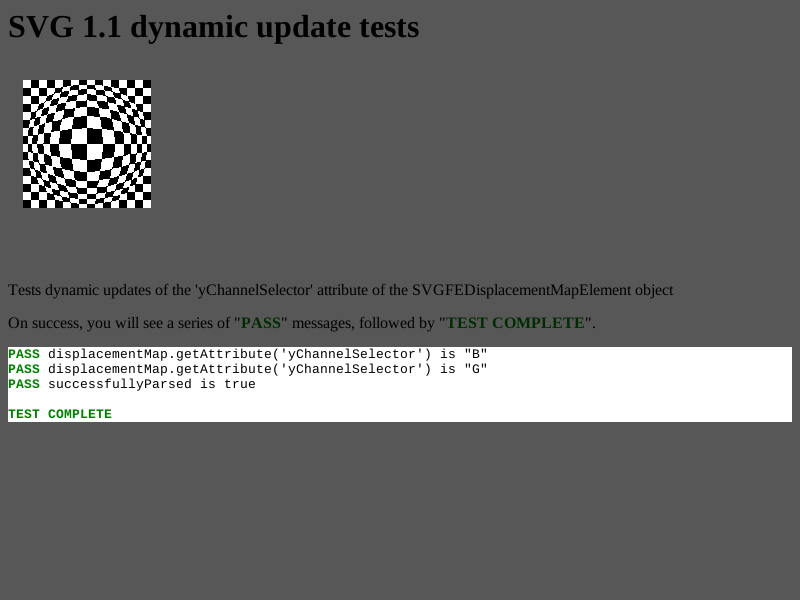 SVG 1.1 dynamic update tests
Tests dynamic updates of the 'yChannelSelector' attribute of the SVGFEDisplacementMapElement object
On success, you will see a series of "PASS" messages, followed by "TEST COMPLETE".
PASS displacementMap.getAttribute('yChannelSelector') is "B"
PASS displacementMap.getAttribute('yChannelSelector') is "G"
PASS successfullyParsed is true
TEST COMPLETE